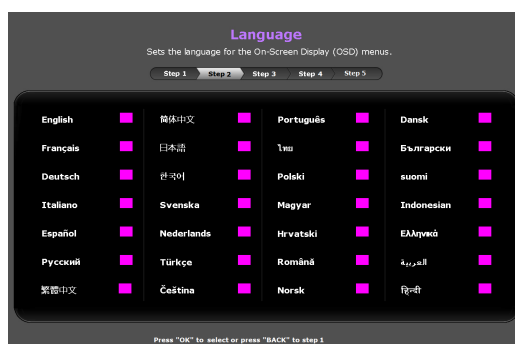 Language
Sets the language for the On-Screen Display (OSD) menus.
Step 1 Step 2 Step 3 Step 4 Step 5
English 简体中文 Português Dansk
Français 日本語 ไทย Български
Deutsch 한국어 Polski suomi
Italiano Svenska Magyar Indonesian
Español Nederlands Hrvatski Ελληνικά
Русский Türkçe Română العربية
繁體中文 Čeština Norsk हिन्दी
Press "OK" to select or press "BACK" to step 1